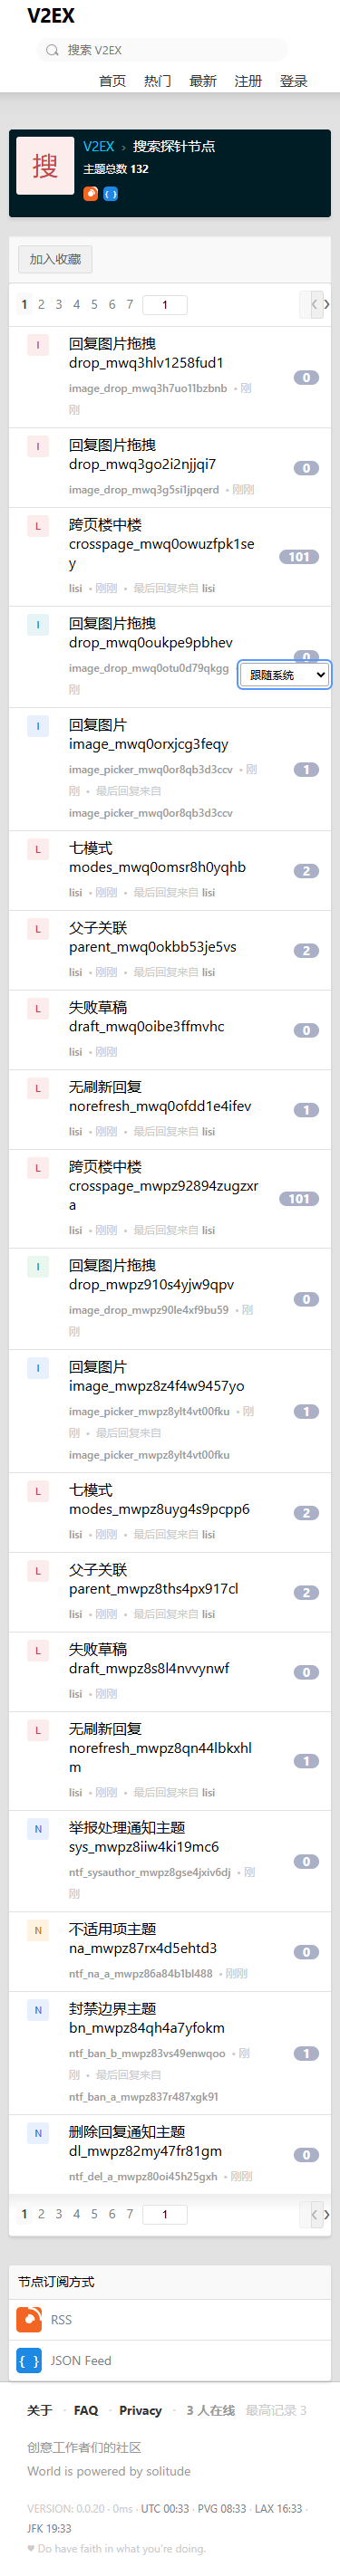 V2EX
搜索 V2EX
首页 热门 最新 注册 登录
搜
V2EX › 搜索探针节点
主题总数 132
加入收藏
1 2 3 4 5 6 7 1
I 回复图片拖拽
drop_mwq3hlv1258fud1
0
image_drop_mwq3h7uo11bzbnb • 刚
刚
I 回复图片拖拽
drop_mwq3go2i2njjqi7
0
image_drop_mwq3g5si1jpqerd • 刚刚
L 跨页楼中楼
crosspage_mwq0owuzfpk1se
y
101
lisi • 刚刚 • 最后回复来自 lisi
I 回复图片拖拽
drop_mwq0oukpe9pbhev
0
image_drop_mwq0otu0d79qkgg
刚
跟随系统
I 回复图片
image_mwq0orxjcg3feqy
1
image_picker_mwq0or8qb3d3ccv • 刚
刚 • 最后回复来自
image_picker_mwq0or8qb3d3ccv
L 七模式
modes_mwq0omsr8h0yqhb
2
lisi • 刚刚 • 最后回复来自 lisi
L 父子关联
parent_mwq0okbb53je5vs
2
lisi • 刚刚 • 最后回复来自 lisi
L 失败草稿
draft_mwq0oibe3ffmvhc
0
lisi • 刚刚
L 无刷新回复
norefresh_mwq0ofdd1e4ifev
1
lisi • 刚刚 • 最后回复来自 lisi
L 跨页楼中楼
crosspage_mwpz92894zugzxr
a
101
lisi • 刚刚 • 最后回复来自 lisi
I 回复图片拖拽
drop_mwpz910s4yjw9qpv
0
image_drop_mwpz90le4xf9bu59 • 刚
刚
I 回复图片
image_mwpz8z4f4w9457yo
1
image_picker_mwpz8ylt4vt00fku • 刚
刚 • 最后回复来自
image_picker_mwpz8ylt4vt00fku
L 七模式
modes_mwpz8uyg4s9pcpp6
2
lisi • 刚刚 • 最后回复来自 lisi
L 父子关联
parent_mwpz8ths4px917cl
2
lisi • 刚刚 • 最后回复来自 lisi
L 失败草稿
draft_mwpz8s8l4nvvynwf
0
lisi • 刚刚
L 无刷新回复
norefresh_mwpz8qn44lbkxhl
m
1
lisi • 刚刚 • 最后回复来自 lisi
N 举报处理通知主题
sys_mwpz8iiw4ki19mc6
0
ntf_sysauthor_mwpz8gse4jxiv6dj • 刚
刚
N 不适用项主题
na_mwpz87rx4d5ehtd3
0
ntf_na_a_mwpz86a84b1bl488 • 刚刚
N 封禁边界主题
bn_mwpz84qh4a7yfokm
1
ntf_ban_b_mwpz83vs49enwqoo • 刚
刚 • 最后回复来自
ntf_ban_a_mwpz837r487xgk91
N 删除回复通知主题
dl_mwpz82my47fr81gm
0
ntf_del_a_mwpz80oi45h25gxh • 刚刚
1 2 3 4 5 6 7 1
节点订阅方式
RSS
{ } JSON Feed
关于 · FAQ · Privacy · 3 人在线 最高记录 3
创意工作者们的社区
World is powered by solitude
VERSION: 0.0.20 · 0ms · UTC 00:33 · PVG 08:33 · LAX 16:33 ·
JFK 19:33
♥ Do have faith in what you're doing.